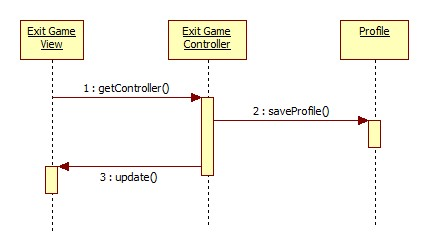 Exit Game
View
Exit Game
Controller
Profile
1 : getController()
2 : saveProfile()
3 : update()